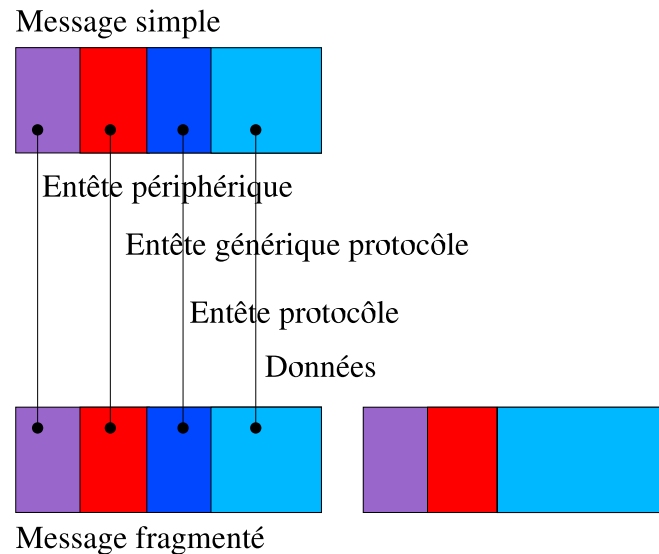 Message simple
Entête périphérique
Entête générique protocôle
Entête protocôle
Données
Message fragmenté